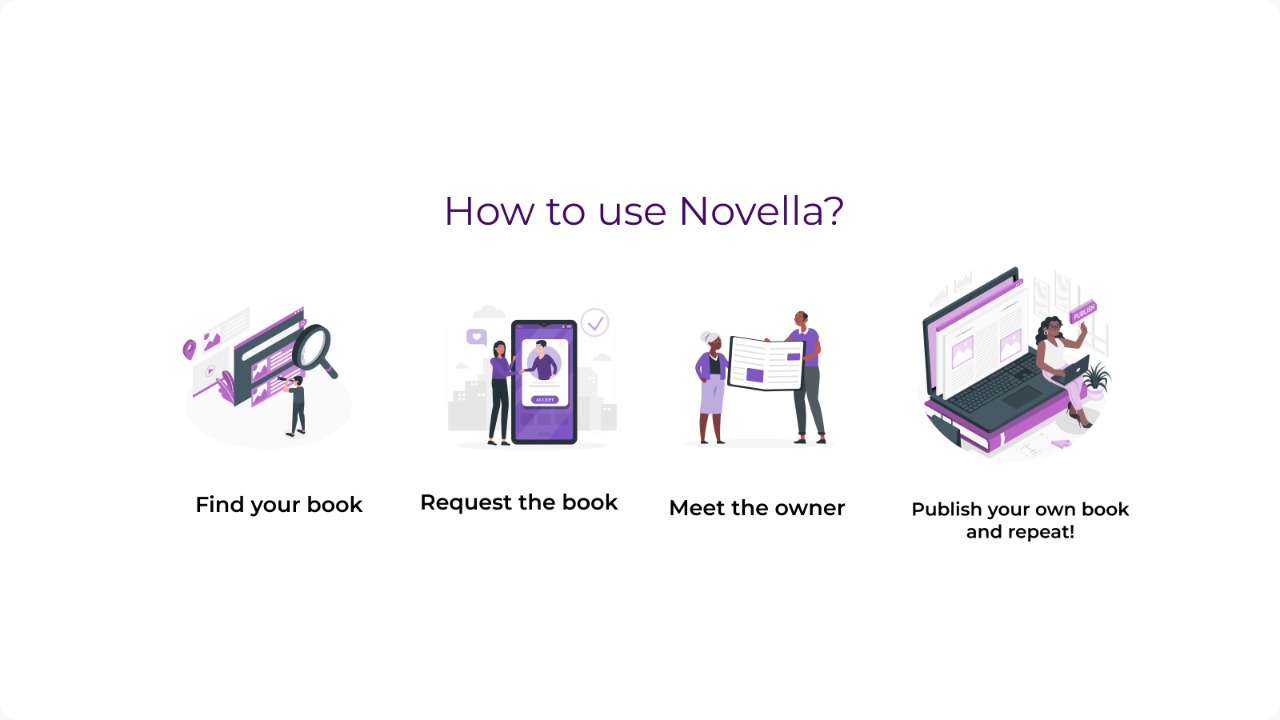 How to use Novella?
PUBLISH
ACCEPT
Find your book
Request the book
Meet the owner
Publish your own book
and repeat!